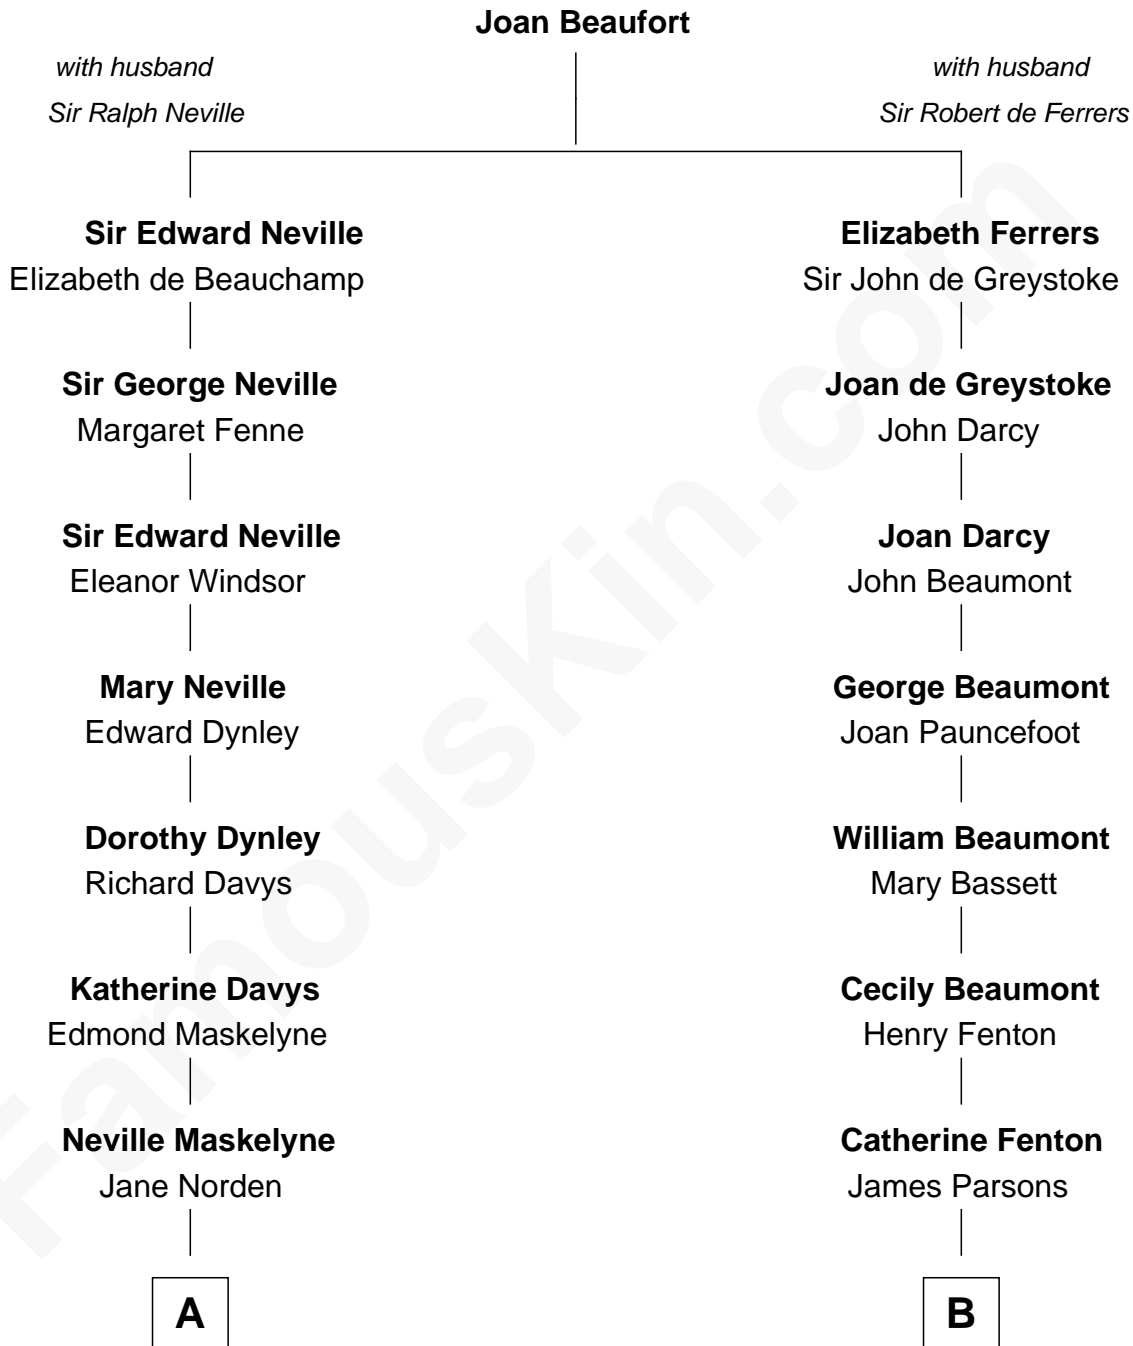 Joan Beaufort
with husband
Sir Ralph Neville
with husband
Sir Robert de Ferrers
Sir Edward Neville
Elizabeth de Beauchamp
Elizabeth Ferrers
Sir John de Greystoke
Sir George Neville
Margaret Fenne
Joan de Greystoke
John Darcy
Sir Edward Neville
Eleanor Windsor
Joan Darcy
John Beaumont
Mary Neville
Edward Dynley
George Beaumont
Joan Pauncefoot
Dorothy Dynley
Richard Davys
William Beaumont
Mary Bassett
Katherine Davys
Edmond Maskelyne
Cecily Beaumont
Henry Fenton
Neville Maskelyne
Jane Norden
Catherine Fenton
James Parsons
A
B
FamousKin.com